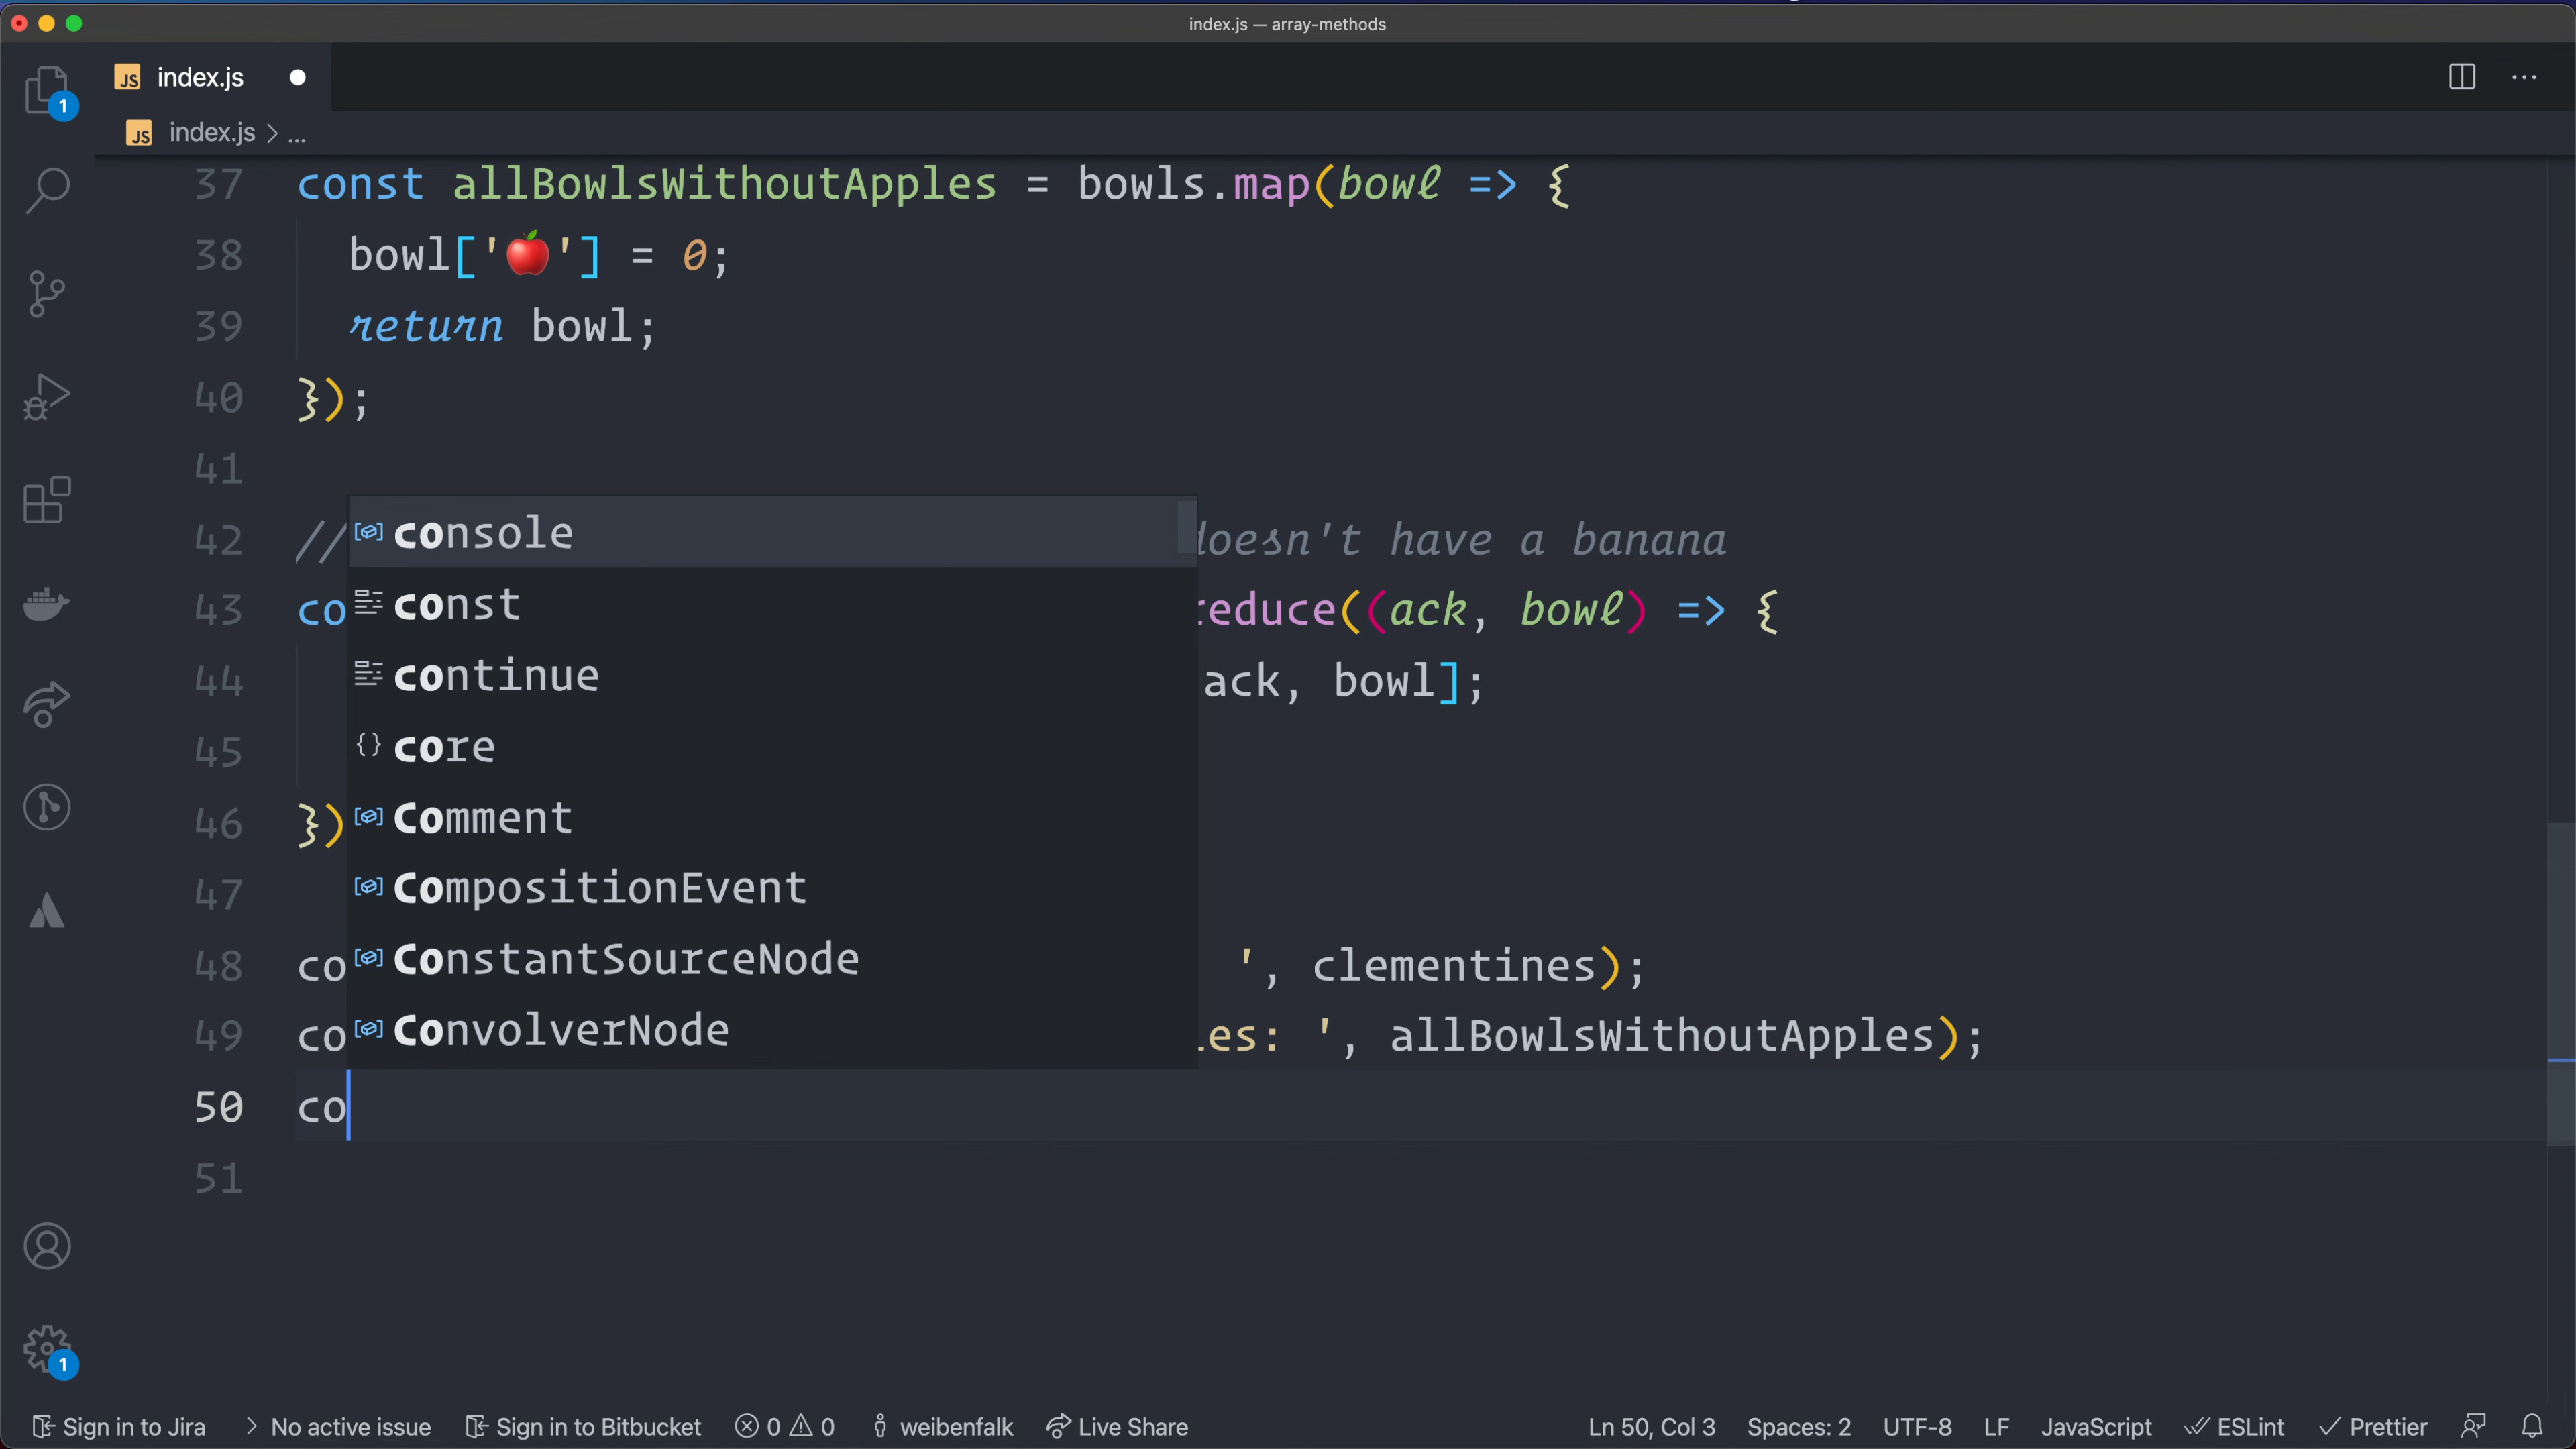 index.js — array-methods
JS index.js
1
JS index.js > ...
37 const allBowlsWithoutApples = bowls.map(bowl => {
38 bowl['🍎'] = 0;
39 return bowl;
40 });
41
42 // doesn't have a banana
43 co reduce((ack, bowl) => {
44 ack, bowl];
45
46 })
47
48 co ', clementines);
49 co les: ', allBowlsWithoutApples);
50 co
51
console
const
continue
core
Comment
CompositionEvent
ConstantSourceNode
ConvolverNode
1
Sign in to Jira > No active issue Sign in to Bitbucket 0 0 weibenfalk Live Share Ln 50, Col 3 Spaces: 2 UTF-8 LF JavaScript ESLint Prettier